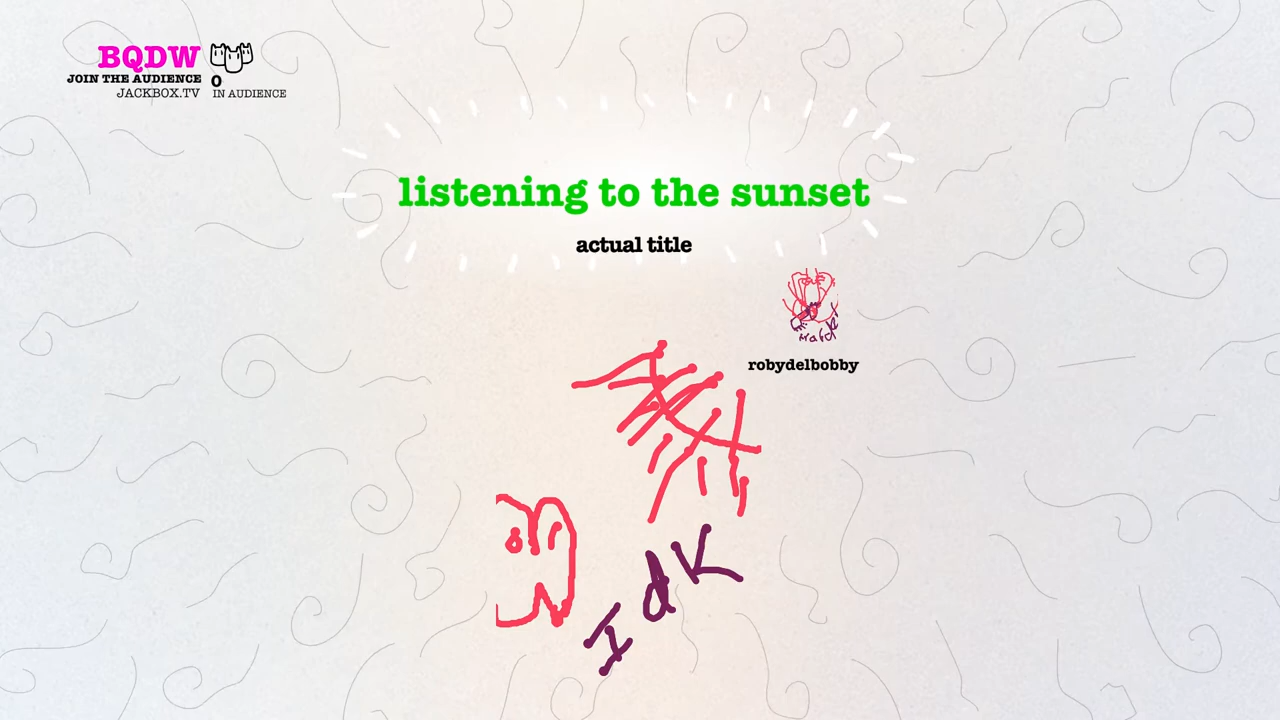 BQDW
JOIN THE AUDIENCE
JACKBOX.TV
0
IN AUDIENCE
listening to the sunset
actual title
robydelbobby
IdK